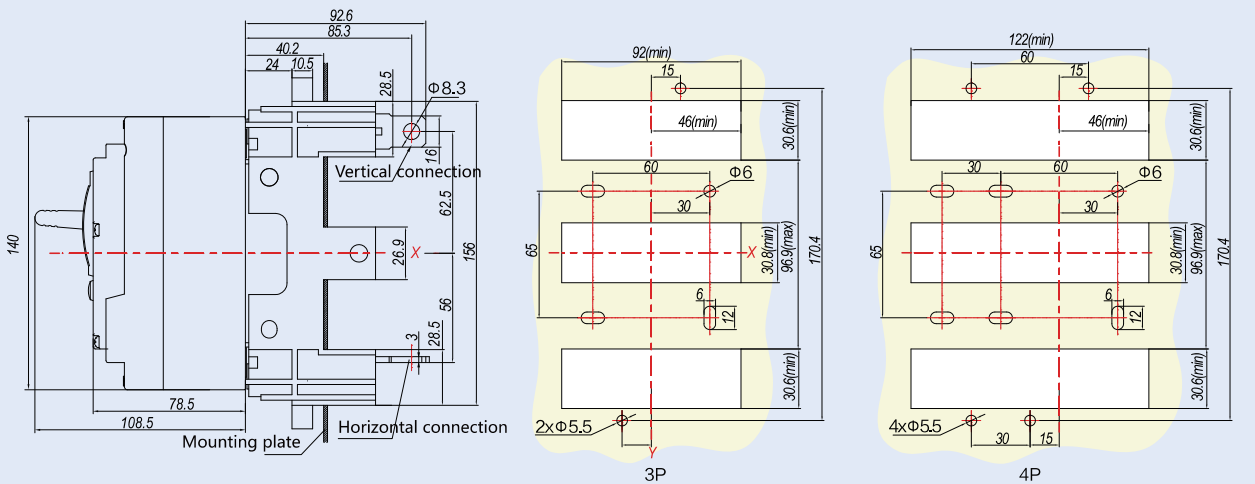 92.6
85.3
40.2
24
10.5
28.5
Φ8.3
16
Vertical connection
62.5
140
X
26.9
156
56
3
28.5
78.5
108.5
Mounting plate
Horizontal connection
92(min)
15
46(min)
30.6(min)
60
Φ6
30
65
30.8(min)
96.9(max)
X
170.4
6
12
30.6(min)
2xΦ5.5
Y
3P
122(min)
60
15
46(min)
30.6(min)
30
60
Φ6
30
65
30.8(min)
96.9(max)
170.4
6
12
30.6(min)
4xΦ5.5
30
15
4P